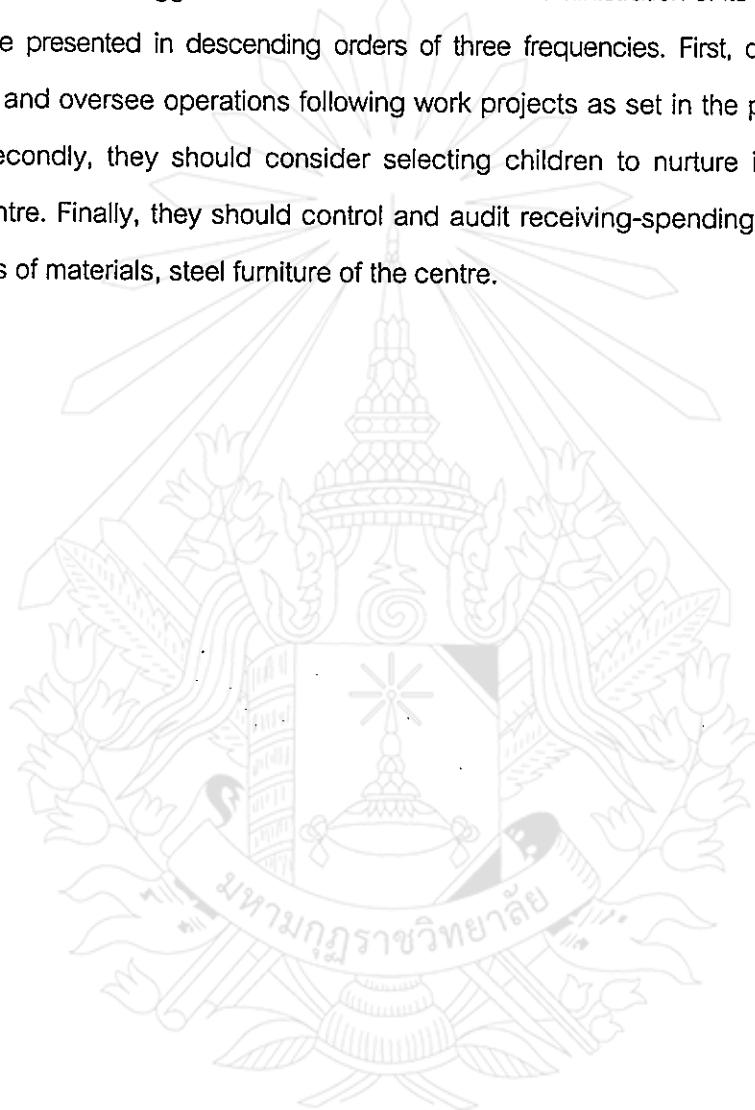 e presented in descending orders of three frequencies. First, c
and oversee operations following work projects as set in the p
econdly, they should consider selecting children to nurture i
ntre. Finally, they should control and audit receiving-spending
s of materials, steel furniture of the centre.
มหามกุฏราชวิทยาลัย